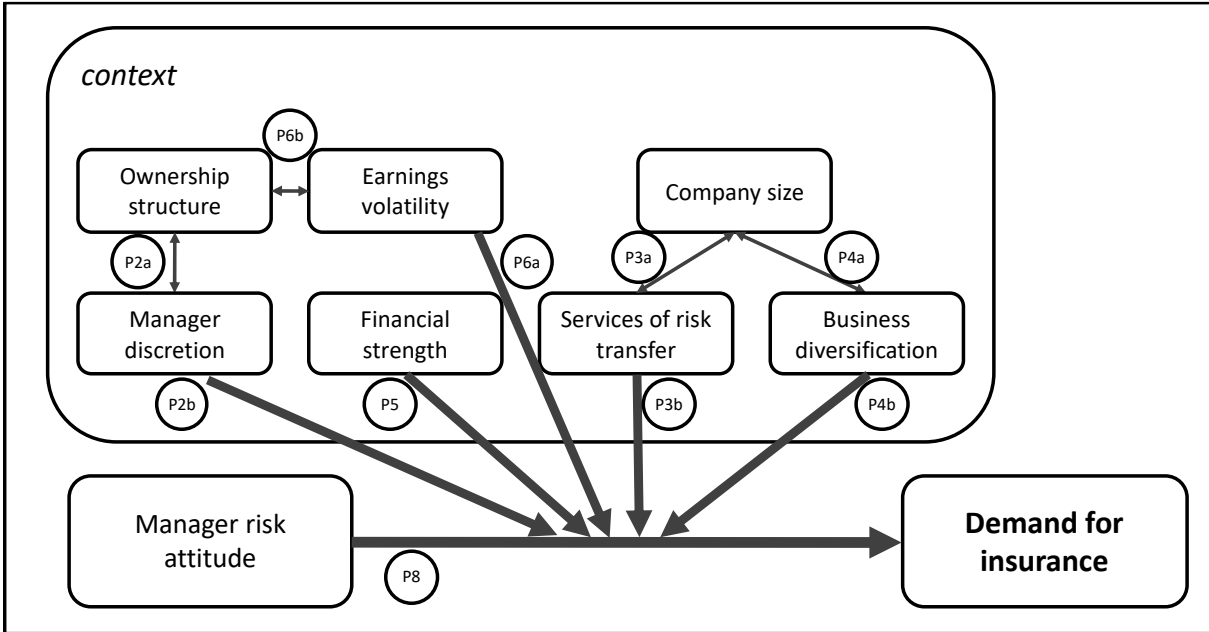 context
P6b
Ownership
structure
Earnings
volatility
Company size
P2a
P6a
P3a
P4a
Manager
discretion
Financial
strength
Services of risk
transfer
Business
diversification
P2b
P5
P3b
P4b
Manager risk
attitude
Demand for
insurance
P8